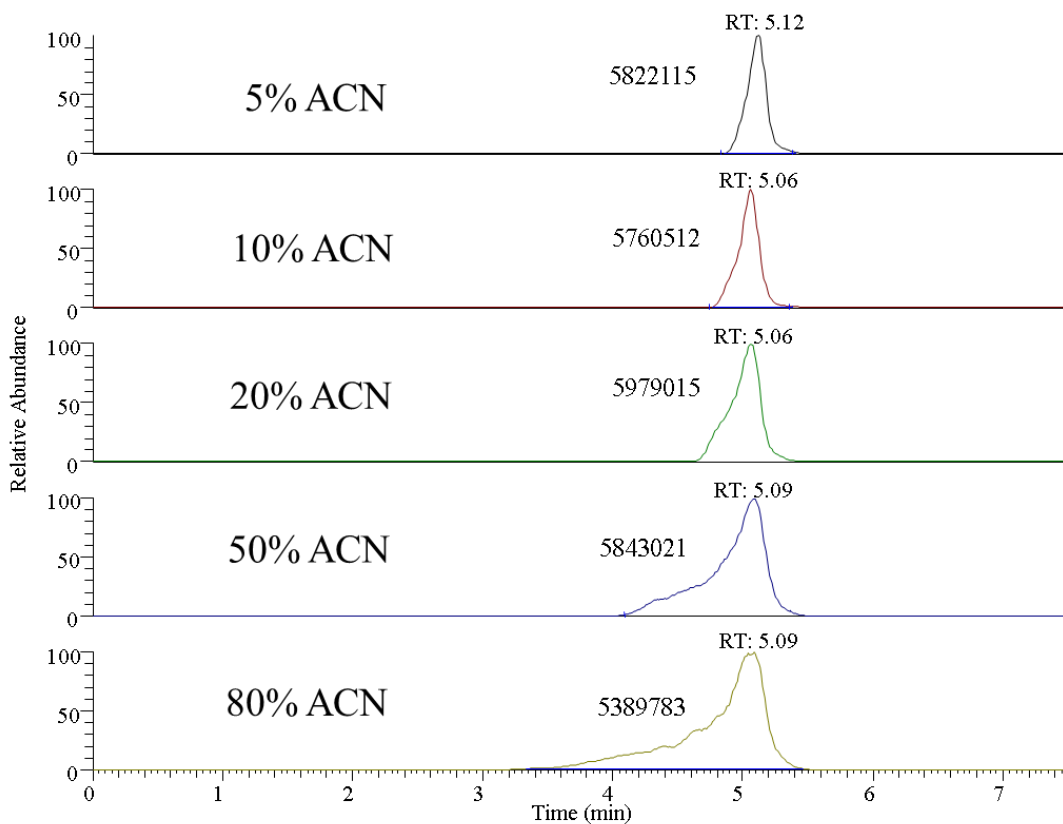 RT: 5.12
100
5822115
50
5% ACN
0
RT: 5.06
100
5760512
50
10% ACN
0
RT: 5.06
100
5979015
50
20% ACN
0
RT: 5.09
100
5843021
50
50% ACN
0
RT: 5.09
100
5389783
50
80% ACN
0
Relative Abundance
0 1 2 3 4 5 6 7
Time (min)